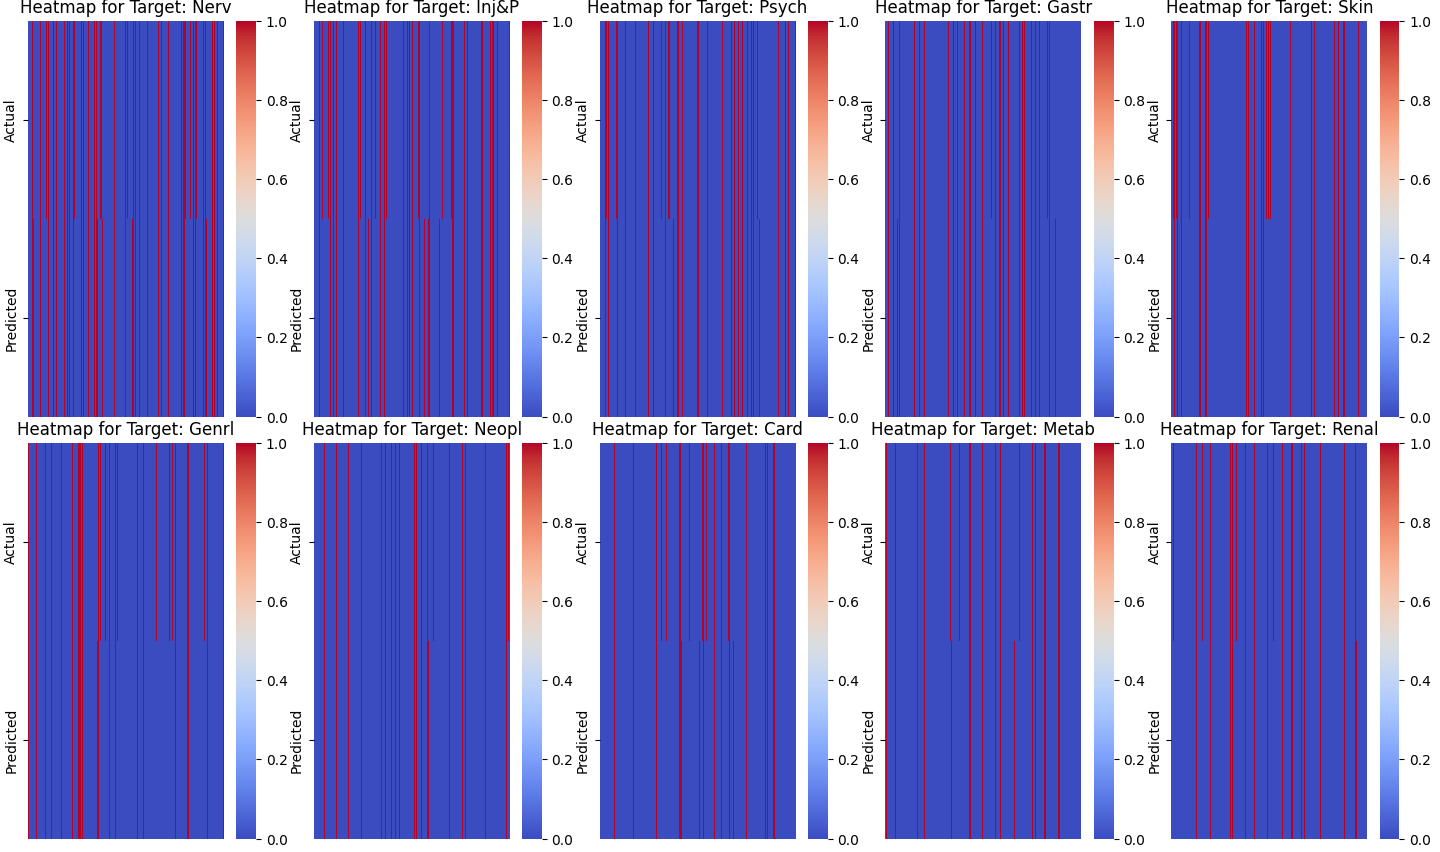 Heatmap for Target: Nerv
Actual
Predicted
1.0
0.8
0.6
0.4
0.2
0.0
Heatmap for Target: Inj&P
Actual
Predicted
1.0
0.8
0.6
0.4
0.2
0.0
Heatmap for Target: Psych
Actual
Predicted
1.0
0.8
0.6
0.4
0.2
0.0
Heatmap for Target: Gastr
Actual
Predicted
1.0
0.8
0.6
0.4
0.2
0.0
Heatmap for Target: Skin
Actual
Predicted
1.0
0.8
0.6
0.4
0.2
0.0
Heatmap for Target: Genrl
Actual
Predicted
1.0
0.8
0.6
0.4
0.2
0.0
Heatmap for Target: Neopl
Actual
Predicted
1.0
0.8
0.6
0.4
0.2
0.0
Heatmap for Target: Card
Actual
Predicted
1.0
0.8
0.6
0.4
0.2
0.0
Heatmap for Target: Metab
Actual
Predicted
1.0
0.8
0.6
0.4
0.2
0.0
Heatmap for Target: Renal
Actual
Predicted
1.0
0.8
0.6
0.4
0.2
0.0